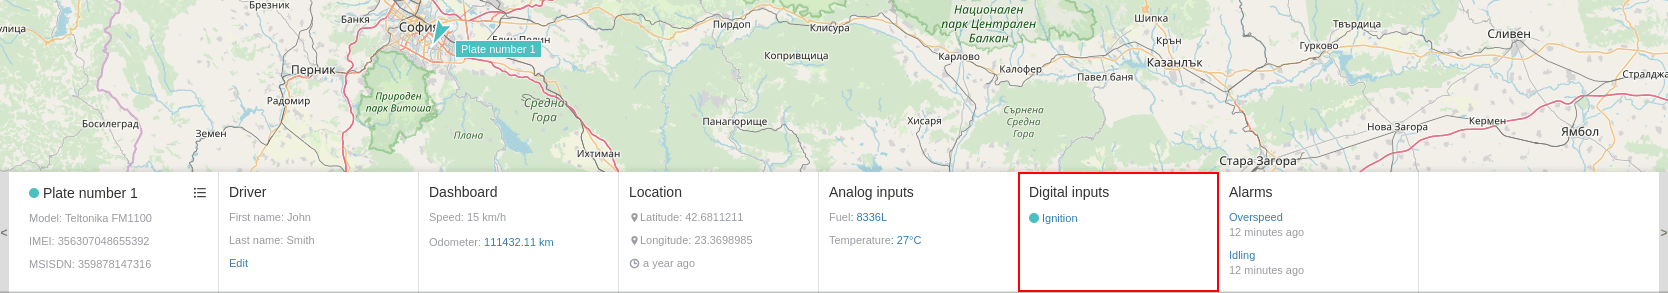 Брезник
Банкя
София
Елин Пелин
Пирдоп
Клисура
Национален
парк Централен
Балкан
Шипка
Твърдица
улица
Plate number 1
Копривщица
Карлово
Калофер
Крън
Казанлък
Гурково
Сливен
Перник
Павел баня
Стралджа
Радомир
Природен
парк Витоша
Средна
Гора
Сърнена
Средна
Гора
Босилеград
Земен
Плана
Панагюрище
Хисаря
Нова Загора
Кермен
Ямбол
Ихтиман
Стара Загора
<
Plate number 1
Model: Teltonika FM1100
IMEI: 356307048655392
MSISDN: 359878147316
Driver
First name: John
Last name: Smith
Edit
Dashboard
Speed: 15 km/h
Odometer: 111432.11 km
Location
Latitude: 42.6811211
Longitude: 23.3698985
a year ago
Analog inputs
Fuel: 8336L
Temperature: 27°C
Digital inputs
Ignition
Alarms
Overspeed
12 minutes ago
Idling
12 minutes ago
>